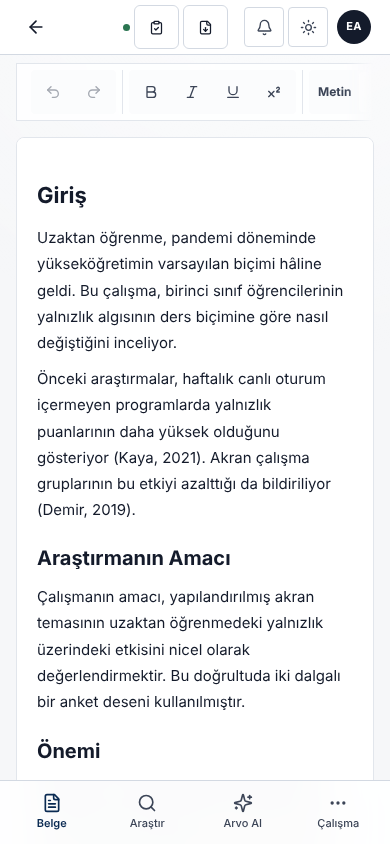 EA
B I U x²
Metin
Giriş
Uzaktan öğrenme, pandemi döneminde
yükseköğretimin varsayılan biçimi hâline
geldi. Bu çalışma, birinci sınıf öğrencilerinin
yalnızlık algısının ders biçimine göre nasıl
değiştiğini inceliyor.
Önceki araştırmalar, haftalık canlı oturum
içermeyen programlarda yalnızlık
puanlarının daha yüksek olduğunu
gösteriyor (Kaya, 2021). Akran çalışma
gruplarının bu etkiyi azalttığı da bildiriliyor
(Demir, 2019).
Araştırmanın Amacı
Çalışmanın amacı, yapılandırılmış akran
temasının uzaktan öğrenmedeki yalnızlık
üzerindeki etkisini nicel olarak
değerlendirmektir. Bu doğrultuda iki dalgalı
bir anket deseni kullanılmıştır.
Önemi
Belge
Araştır
Arvo AI
Çalışma